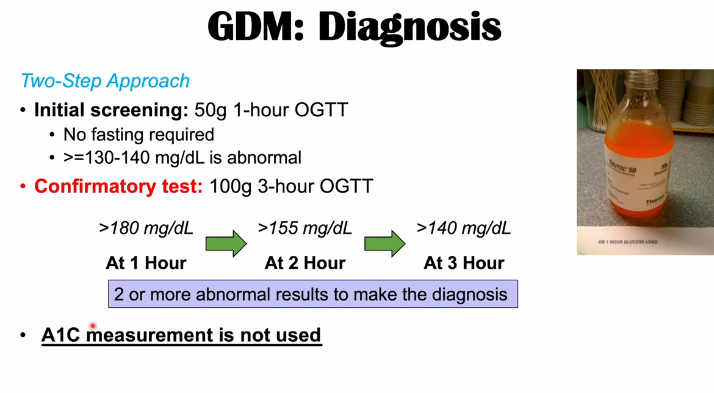 GDM: Diagnosis
Two-Step Approach
• Initial screening: 50g 1-hour OGTT
• No fasting required
• >=130-140 mg/dL is abnormal
• Confirmatory test: 100g 3-hour OGTT
>180 mg/dL >155 mg/dL >140 mg/dL
At 1 Hour At 2 Hour At 3 Hour
2 or more abnormal results to make the diagnosis
• A1C measurement is not used
50
OR 1 HOUR GLUCOSE LOAD